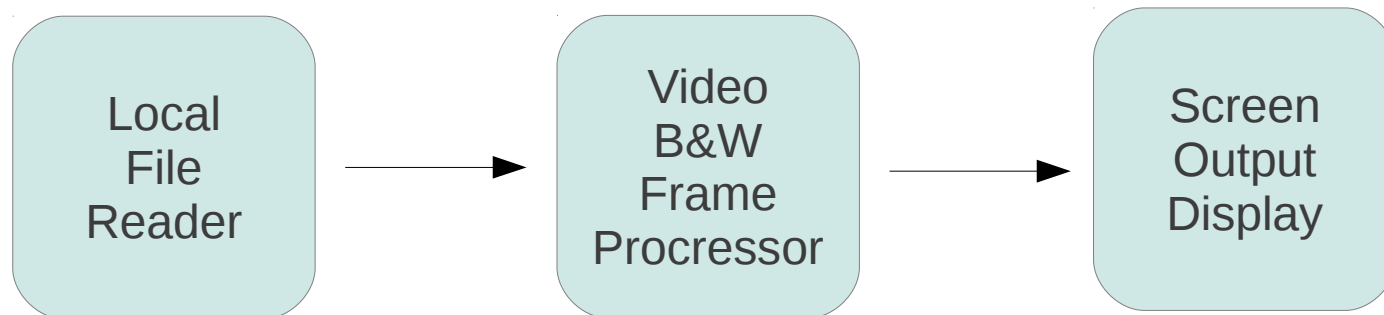 Local
File
Reader
Video
B&W
Frame
Procressor
Screen
Output
Display